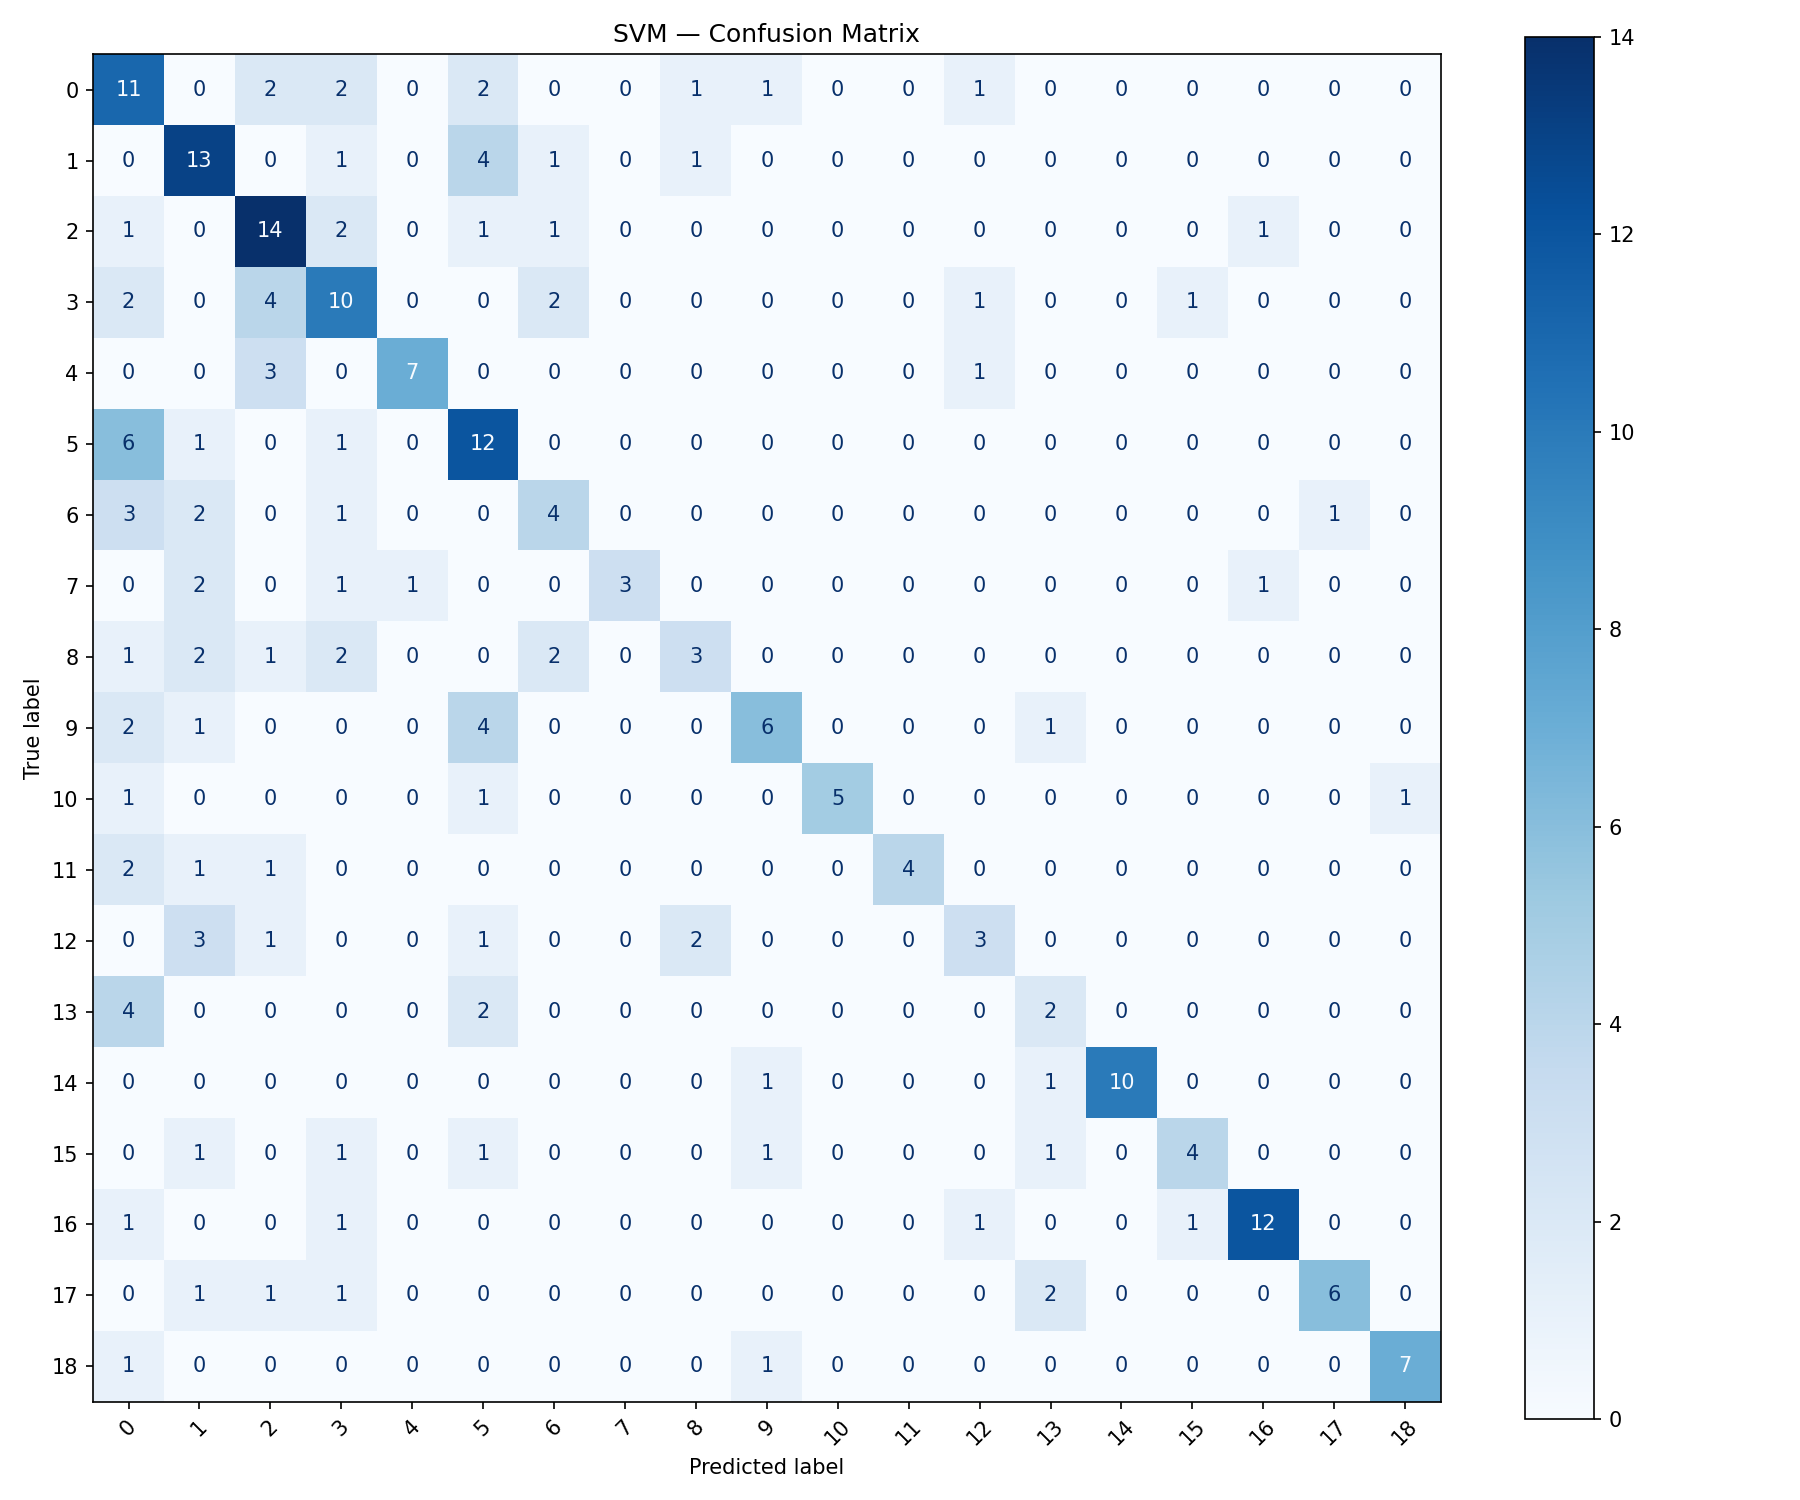 SVM — Confusion Matrix
0 11 0 2 2 0 2 0 0 1 1 0 0 1 0 0 0 0 0 0
1 0 13 0 1 0 4 1 0 1 0 0 0 0 0 0 0 0 0 0
2 1 0 14 2 0 1 1 0 0 0 0 0 0 0 0 0 1 0 0
3 2 0 4 10 0 0 2 0 0 0 0 0 1 0 0 1 0 0 0
4 0 0 3 0 7 0 0 0 0 0 0 0 1 0 0 0 0 0 0
5 6 1 0 1 0 12 0 0 0 0 0 0 0 0 0 0 0 0 0
6 3 2 0 1 0 0 4 0 0 0 0 0 0 0 0 0 0 1 0
7 0 2 0 1 1 0 0 3 0 0 0 0 0 0 0 0 1 0 0
8 1 2 1 2 0 0 2 0 3 0 0 0 0 0 0 0 0 0 0
9 2 1 0 0 0 4 0 0 0 6 0 0 0 1 0 0 0 0 0
10 1 0 0 0 0 1 0 0 0 0 5 0 0 0 0 0 0 0 1
11 2 1 1 0 0 0 0 0 0 0 0 4 0 0 0 0 0 0 0
12 0 3 1 0 0 1 0 0 2 0 0 0 3 0 0 0 0 0 0
13 4 0 0 0 0 2 0 0 0 0 0 0 0 2 0 0 0 0 0
14 0 0 0 0 0 0 0 0 0 1 0 0 0 1 10 0 0 0 0
15 0 1 0 1 0 1 0 0 0 1 0 0 0 1 0 4 0 0 0
16 1 0 0 1 0 0 0 0 0 0 0 0 1 0 0 1 12 0 0
17 0 1 1 1 0 0 0 0 0 0 0 0 0 2 0 0 0 6 0
18 1 0 0 0 0 0 0 0 0 1 0 0 0 0 0 0 0 0 7
0 1 2 3 4 5 6 7 8 9 10 11 12 13 14 15 16 17 18
Predicted label
True label
14
12
10
8
6
4
2
0